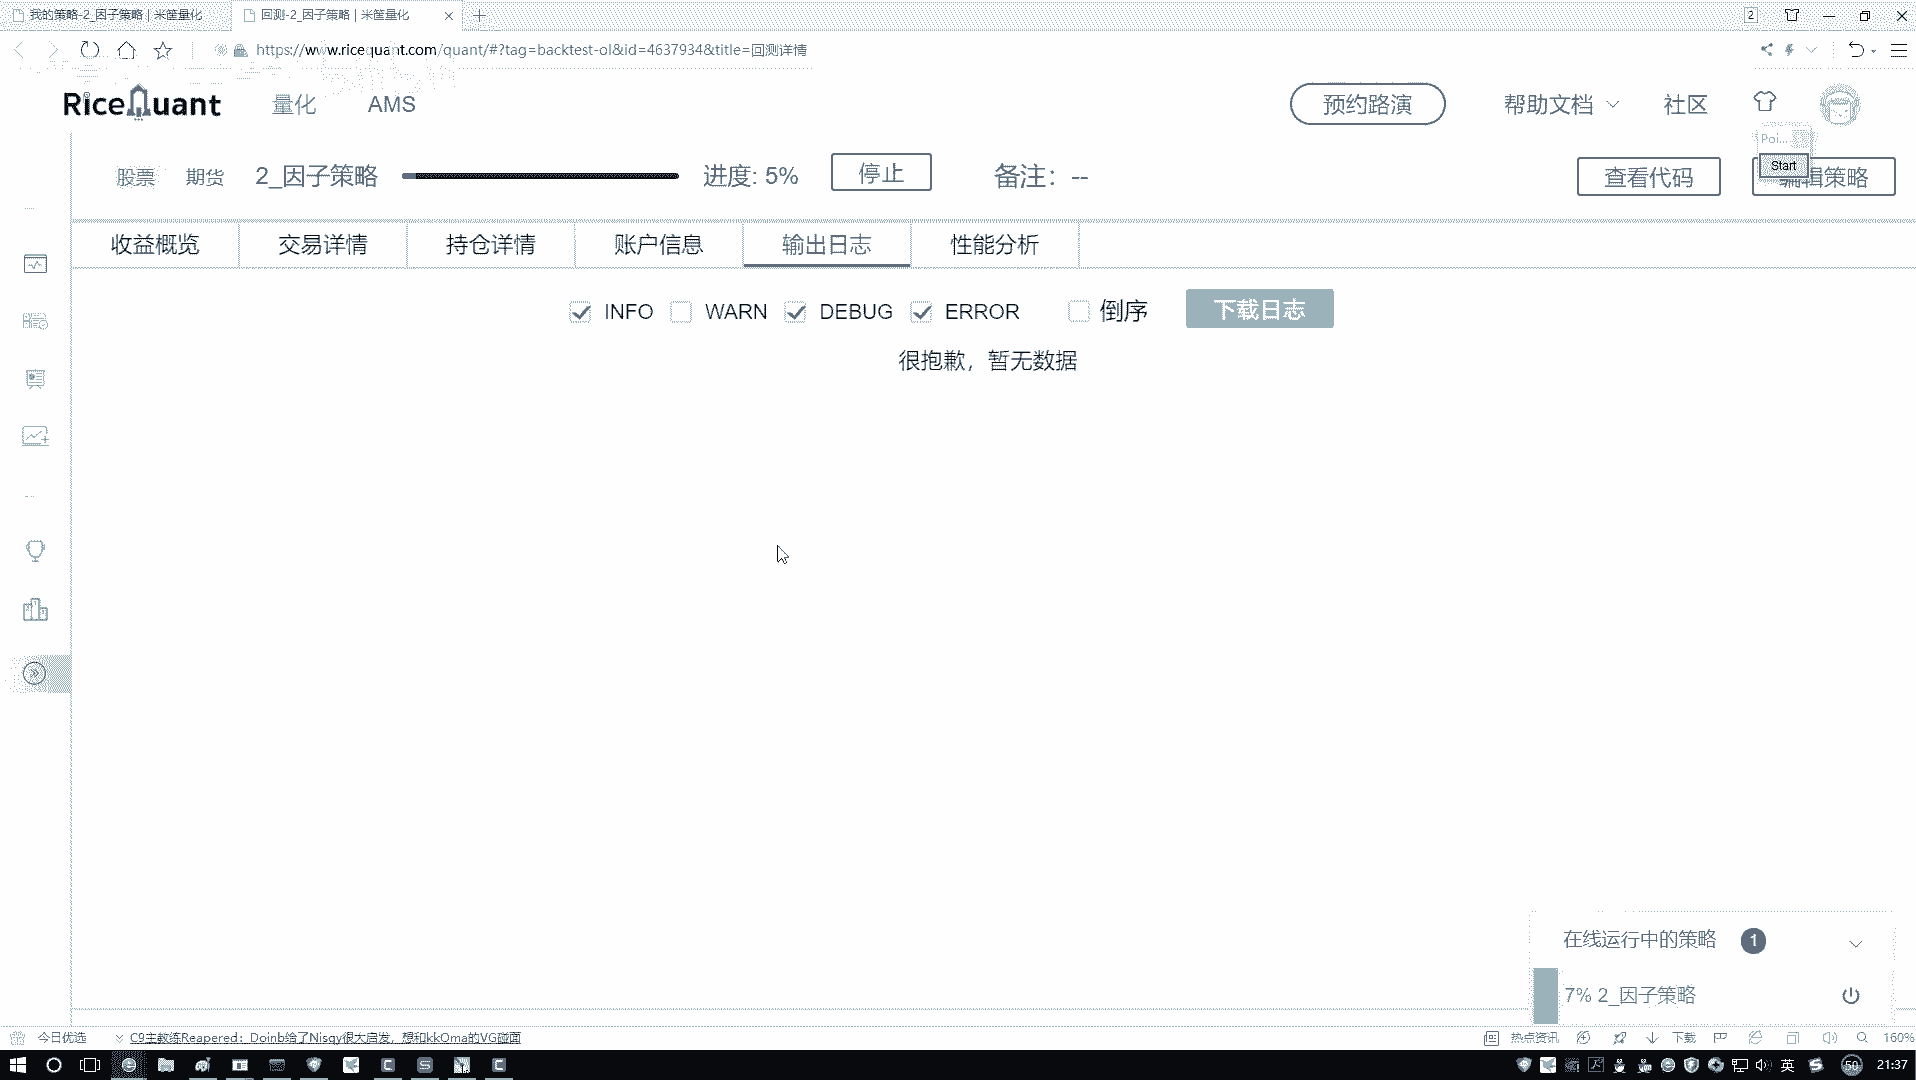 我的策略-2_因子策略 | 米筐量化
回测-2_因子策略 | 米筐量化
2
https://www.ricequant.com/quant/#?tag=backtest-ol&id=4637934&title=回测详情
RiceQuant
量化
AMS
预约路演
帮助文档
社区
Poi...
Start
股票
期货
2_因子策略
进度: 5%
停止
备注：--
查看代码
编辑策略
收益概览
交易详情
持仓详情
账户信息
输出日志
性能分析
INFO
WARN
DEBUG
ERROR
倒序
下载日志
很抱歉，暂无数据
在线运行中的策略
1
7% 2_因子策略
今日优选
C9主教练Reapered：Doinb给了Nisqy很大启发，想和kkOma的VG碰面
热点资讯
下载
160%
英
50
21:37